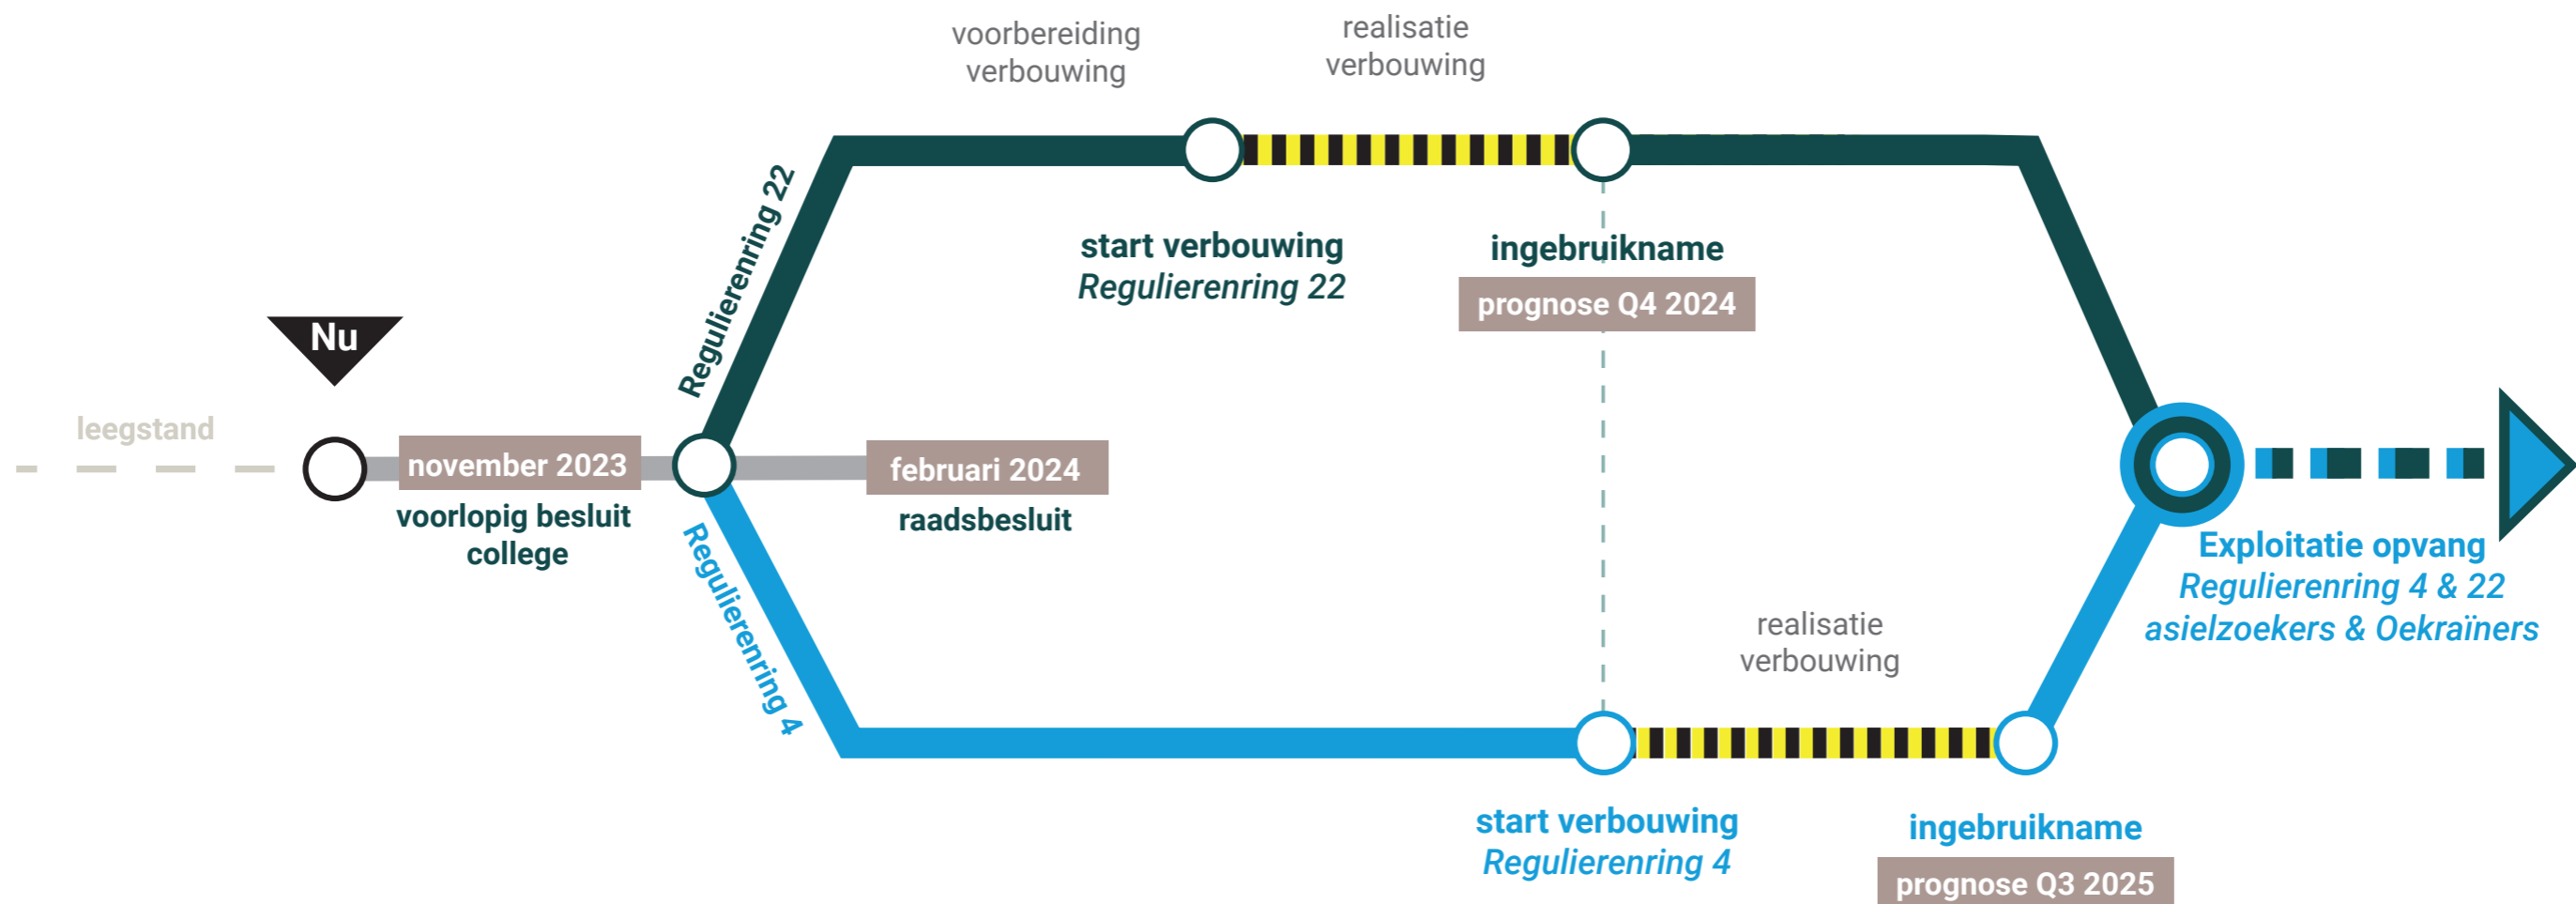 voorbereiding
verbouwing
realisatie
verbouwing
Regulierenring 22
start verbouwing
Regulierenring 22
ingebruikname
prognose Q4 2024
Nu
leegstand
november 2023
voorlopig besluit
college
februari 2024
raadsbesluit
Regulierenring 4
Exploitatie opvang
Regulierenring 4 & 22
asielzoekers & Oekraïners
realisatie
verbouwing
start verbouwing
Regulierenring 4
ingebruikname
prognose Q3 2025